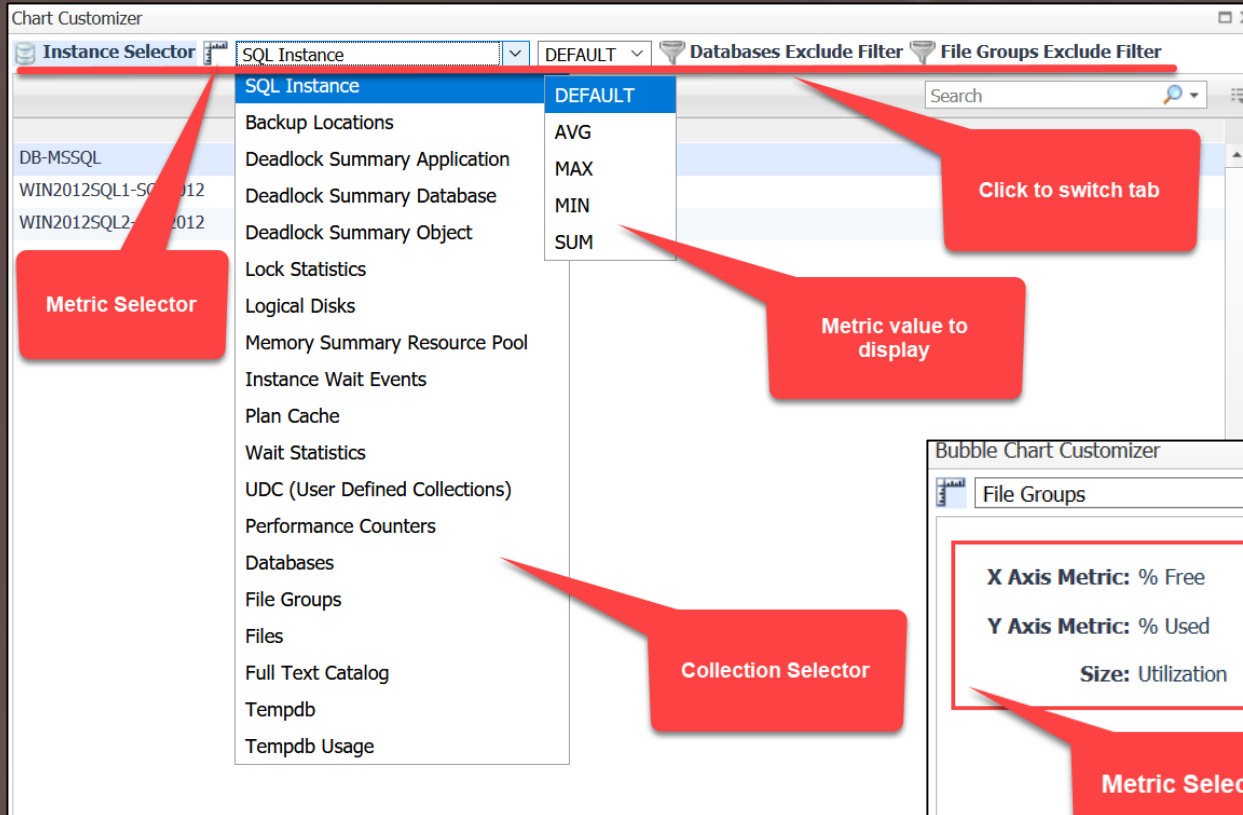 Chart Customizer
Instance Selector SQL Instance DEFAULT Databases Exclude Filter File Groups Exclude Filter
Search
SQL Instance
Backup Locations
Deadlock Summary Application
Deadlock Summary Database
Deadlock Summary Object
Lock Statistics
Logical Disks
Memory Summary Resource Pool
Instance Wait Events
Plan Cache
Wait Statistics
UDC (User Defined Collections)
Performance Counters
Databases
File Groups
Files
Full Text Catalog
Tempdb
Tempdb Usage
DEFAULT
AVG
MAX
MIN
SUM
DB-MSSQL
WIN2012SQL1-
WIN2012SQL2-
Metric Selector
Click to switch tab
Metric value to
display
Collection Selector
Bubble Chart Customizer
File Groups
X Axis Metric: % Free
Y Axis Metric: % Used
Size: Utilization
Metric